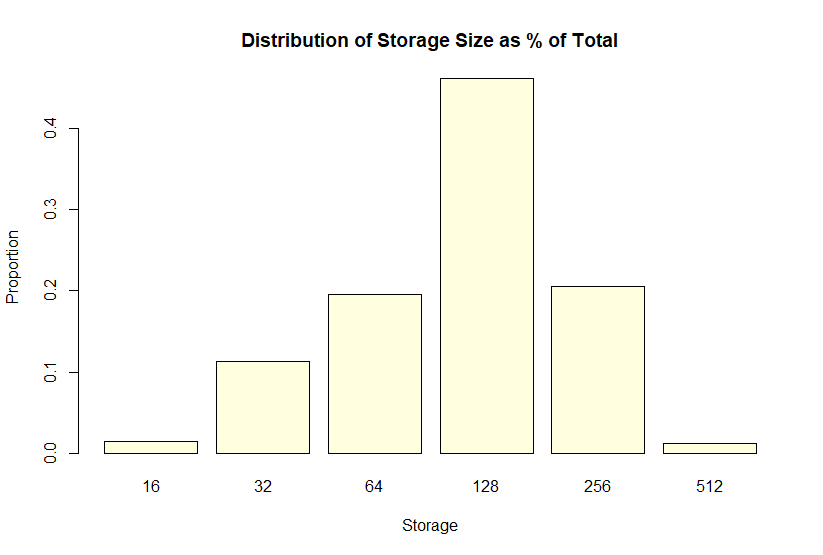 Distribution of Storage Size as % of Total
Proportion
0.4
0.3
0.2
0.1
0.0
16 32 64 128 256 512
Storage